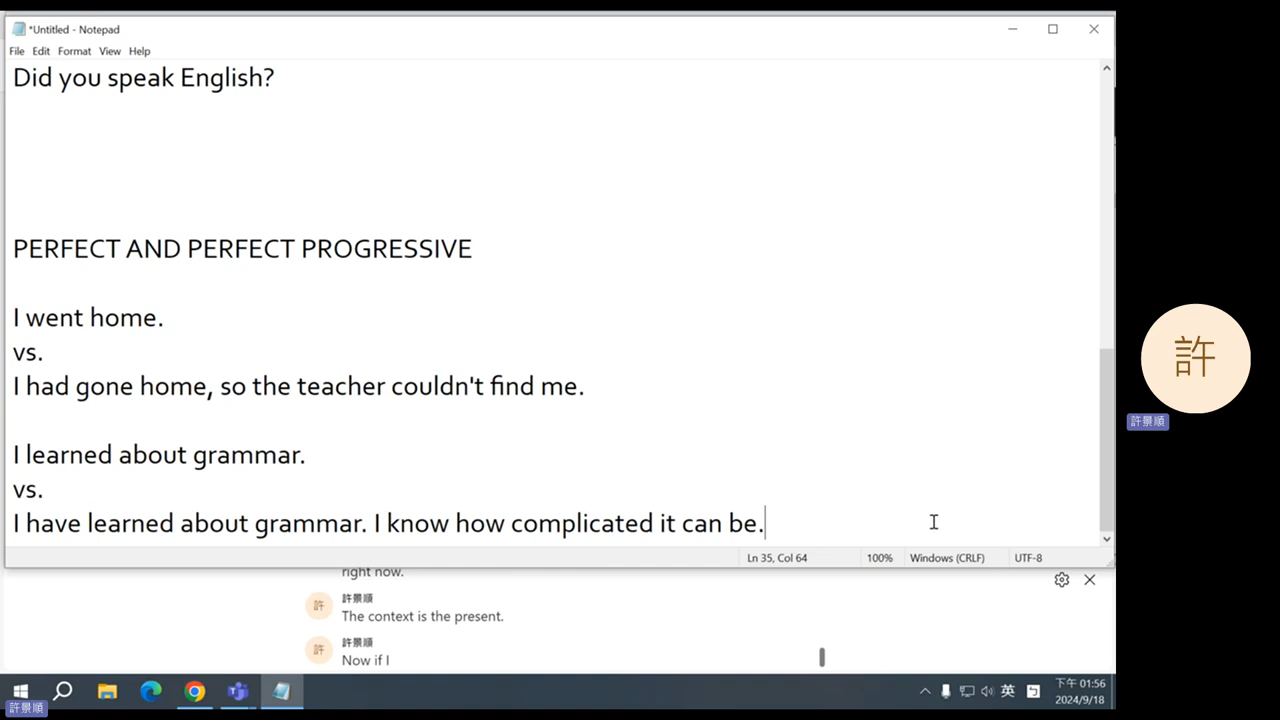 *Untitled - Notepad
File Edit Format View Help
Did you speak English?
PERFECT AND PERFECT PROGRESSIVE
I went home.
vs.
I had gone home, so the teacher couldn't find me.
I learned about grammar.
vs.
I have learned about grammar. I know how complicated it can be.
Ln 35, Col 64 100% Windows (CRLF) UTF-8
right now.
許 許景順
The context is the present.
許 許景順
Now if I
許
許景順
英 下午 01:56
2024/9/18
許景順